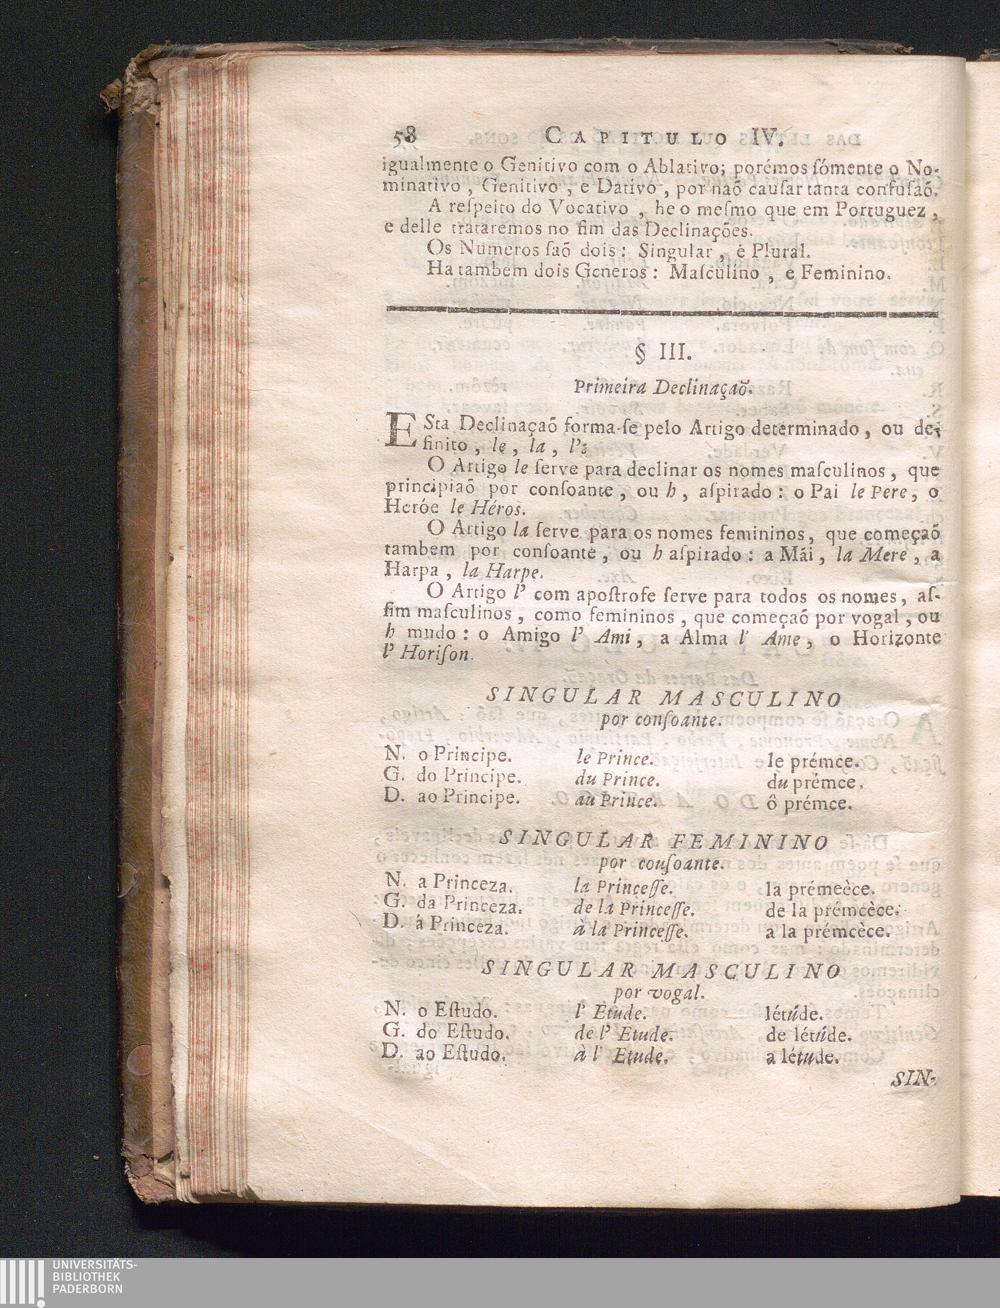 58 CAPITULO IV.
igualmente o Genitivo com o Ablativo; porémos ſómente o No-
minativo, Genitivo, e Dativo, por naõ cauſar tanta confuſaõ.
A reſpeito do Vocativo, he o meſmo que em Portuguez,
e delle trataremos no fim das Declinações.
Os Numeros ſaõ dois: Singular, e Plural.
Ha tambem dois Generos: Maſculino, e Feminino.
§ III.
Primeira Declinaçaõ.
ESta Declinaçaõ forma-ſe pelo Artigo determinado, ou de-
finito, le, la, l':
O Artigo le ſerve para declinar os nomes maſculinos, que
principiaõ por conſoante, ou h, aſpirado: o Pai le Pere, o
Heróe le Héros.
O Artigo la ſerve para os nomes femininos, que começaõ
tambem por conſoante, ou h aſpirado: a Mãi, la Mere, a
Harpa, la Harpe.
O Artigo l' com apoſtrofe ſerve para todos os nomes, aſ-
ſim maſculinos, como femininos, que começaõ por vogal, ou
h mudo: o Amigo l' Ami, a Alma l' Ame, o Horizonte
l' Horiſon.
SINGULAR MASCULINO
por conſoante.
N. o Principe. le Prince. le prémce.
G. do Principe. du Prince. du prémce.
D. ao Principe. au Prince. ô prémce.
SINGULAR FEMININO
por couſoante.
N. a Princeza. la Princeſſe. la prémeèce.
G. da Princeza. de la Princeſſe. de la prémcèce.
D. á Princeza. à la Princeſſe. a la prémcèce.
SINGULAR MASCULINO
por vogal.
N. o Eſtudo. l' Etude. létúde.
G. do Eſtudo. de l' Etude. de létúde.
D. ao Eſtudo. à l' Etude. a létude.
SIN-
UNIVERSITÄTS-
BIBLIOTHEK
PADERBORN